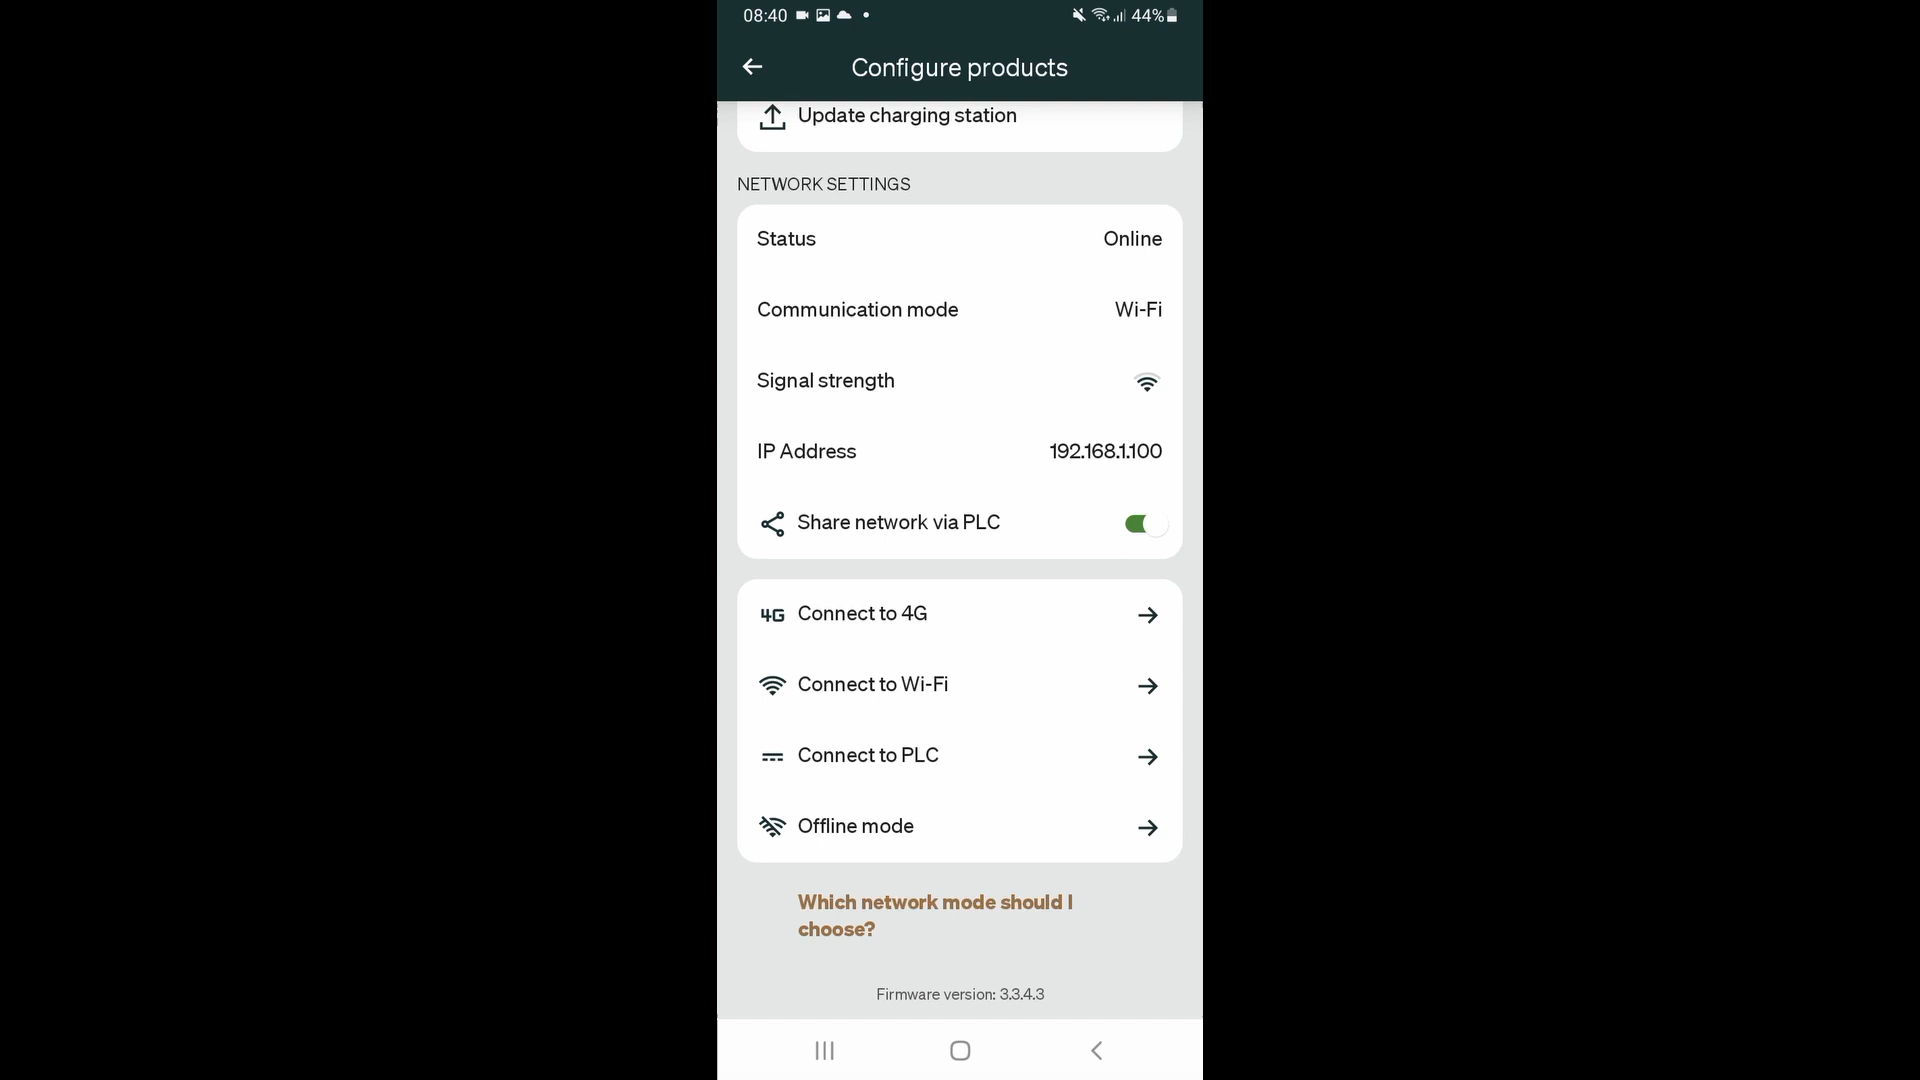 08:40 44%
Configure products
Update charging station
NETWORK SETTINGS
Status Online
Communication mode Wi-Fi
Signal strength
IP Address 192.168.1.100
Share network via PLC
4G Connect to 4G
Connect to Wi-Fi
Connect to PLC
Offline mode
Which network mode should I
choose?
Firmware version: 3.3.4.3